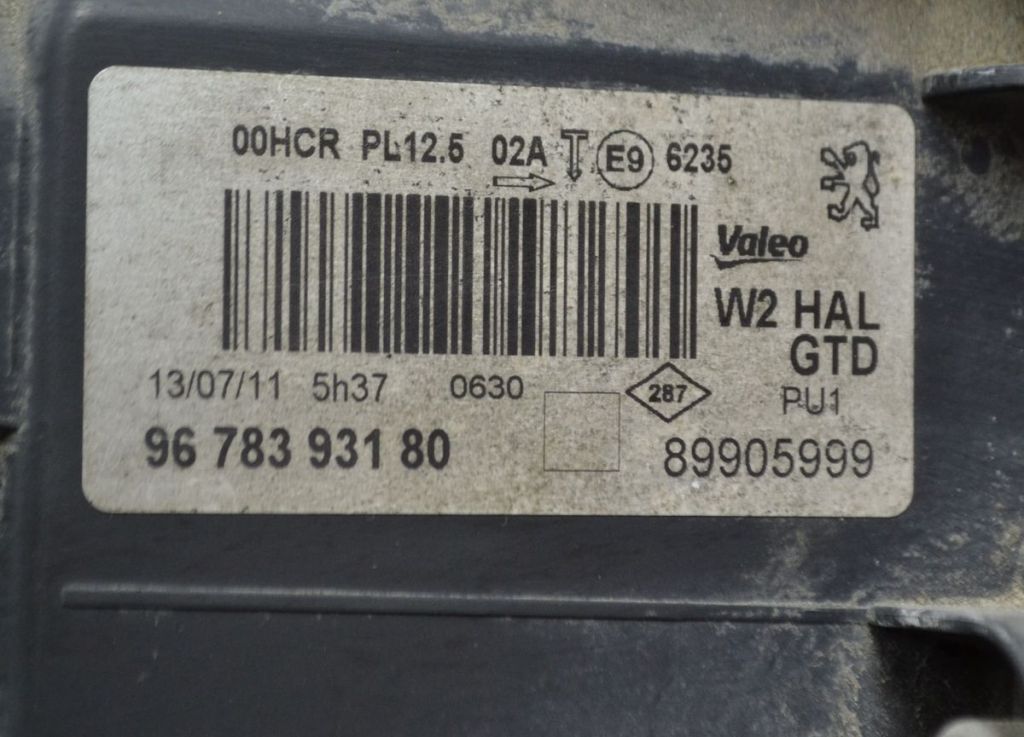 00HCR PL12.5 02A E9 6235
Valeo
W2 HAL
GTD
13/07/11 5h37 0630 287 PU1
96 783 931 80 89905999